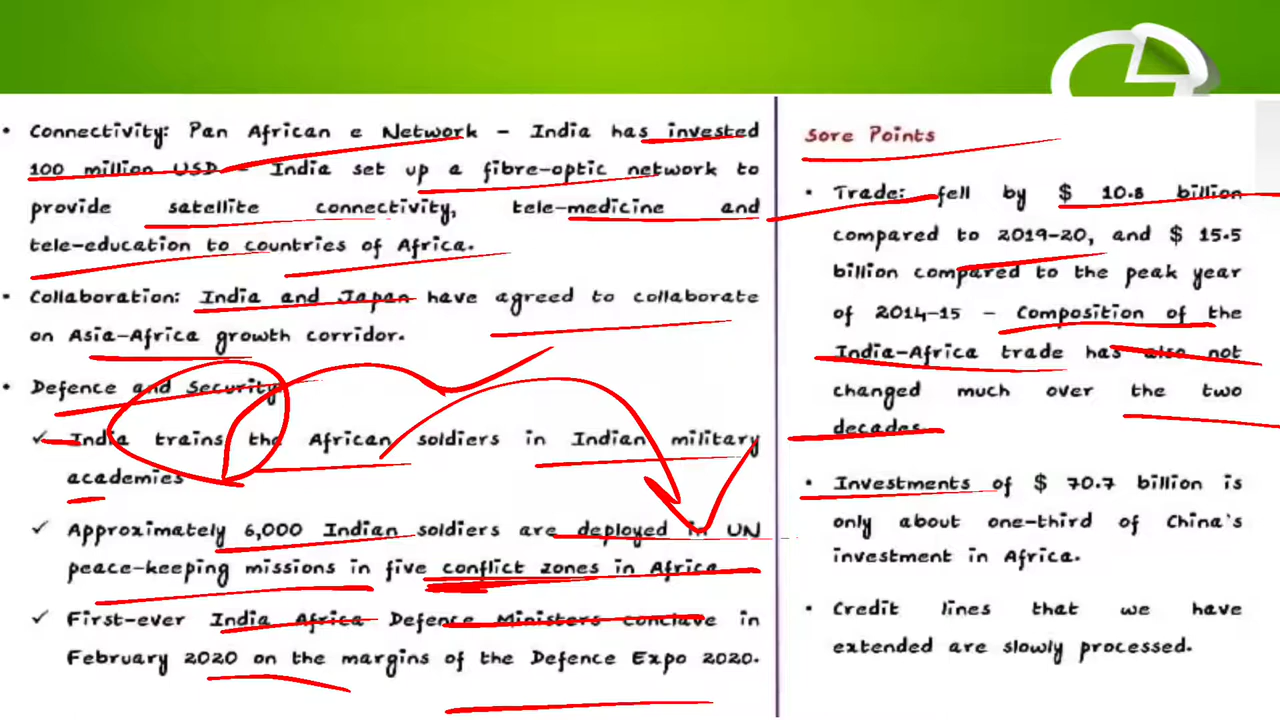 • Connectivity: Pan African e Network – India has invested
100 million USD – India set up a fibre-optic network to
provide satellite connectivity, tele-medicine and
tele-education to countries of Africa.
• Collaboration: India and Japan have agreed to collaborate
on Asia-Africa growth corridor.
• Defence and Security
✓ India trains the African soldiers in Indian military
academies
✓ Approximately 6,000 Indian soldiers are deployed in UN
peace-keeping missions in five conflict zones in Africa
✓ First-ever India Africa Defence Ministers conclave in
February 2020 on the margins of the Defence Expo 2020.
Sore Points
• Trade: fell by $ 10.8 billion
compared to 2019-20, and $ 15.5
billion compared to the peak year
of 2014-15 – Composition of the
India-Africa trade has also not
changed much over the two
decades
• Investments of $ 70.7 billion is
only about one-third of China's
investment in Africa.
• Credit lines that we have
extended are slowly processed.